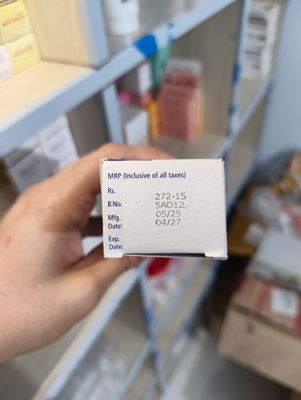 MRP (Inclusive of all taxes)
Rs. 272-15
B.No. 5AD12
Mfg. Date: 05/25
Exp. Date: 04/27